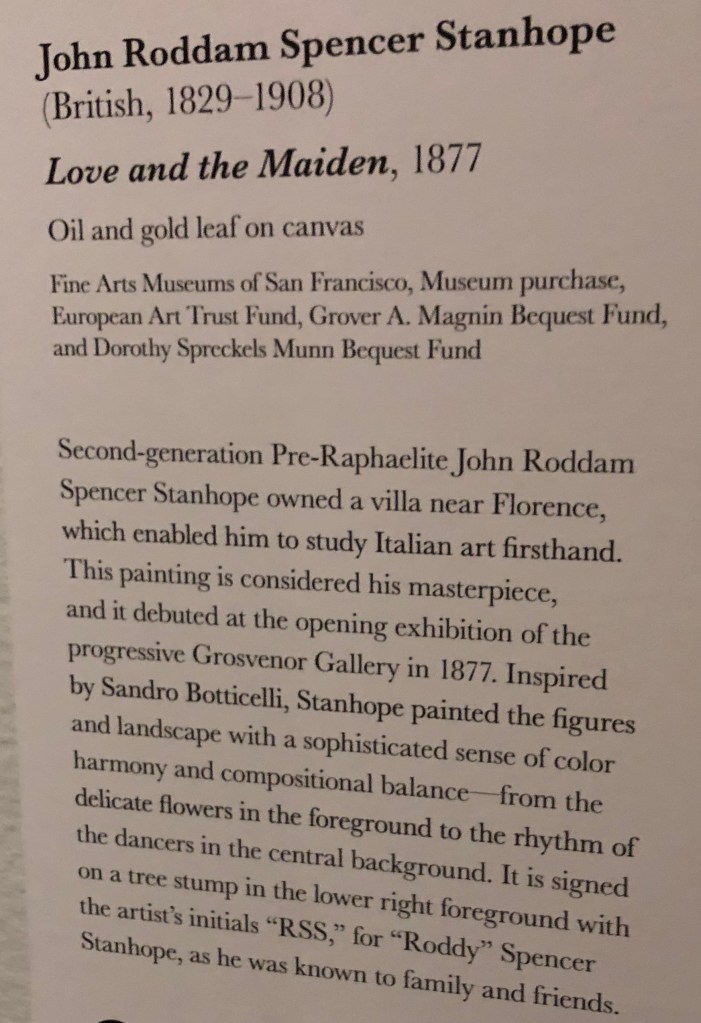 John Roddam Spencer Stanhope
(British, 1829–1908)
Love and the Maiden, 1877
Oil and gold leaf on canvas
Fine Arts Museums of San Francisco, Museum purchase,
European Art Trust Fund, Grover A. Magnin Bequest Fund,
and Dorothy Spreckels Munn Bequest Fund
Second-generation Pre-Raphaelite John Roddam
Spencer Stanhope owned a villa near Florence,
which enabled him to study Italian art firsthand.
This painting is considered his masterpiece,
and it debuted at the opening exhibition of the
progressive Grosvenor Gallery in 1877. Inspired
by Sandro Botticelli, Stanhope painted the figures
and landscape with a sophisticated sense of color
harmony and compositional balance—from the
delicate flowers in the foreground to the rhythm of
the dancers in the central background. It is signed
on a tree stump in the lower right foreground with
the artist’s initials “RSS,” for “Roddy” Spencer
Stanhope, as he was known to family and friends.